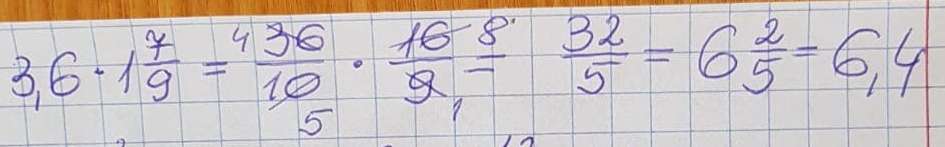 3,6 · 1 7/9 = 4 36/10 5 · 16 8/9 1 = 32/5 = 6 2/5 = 6,4